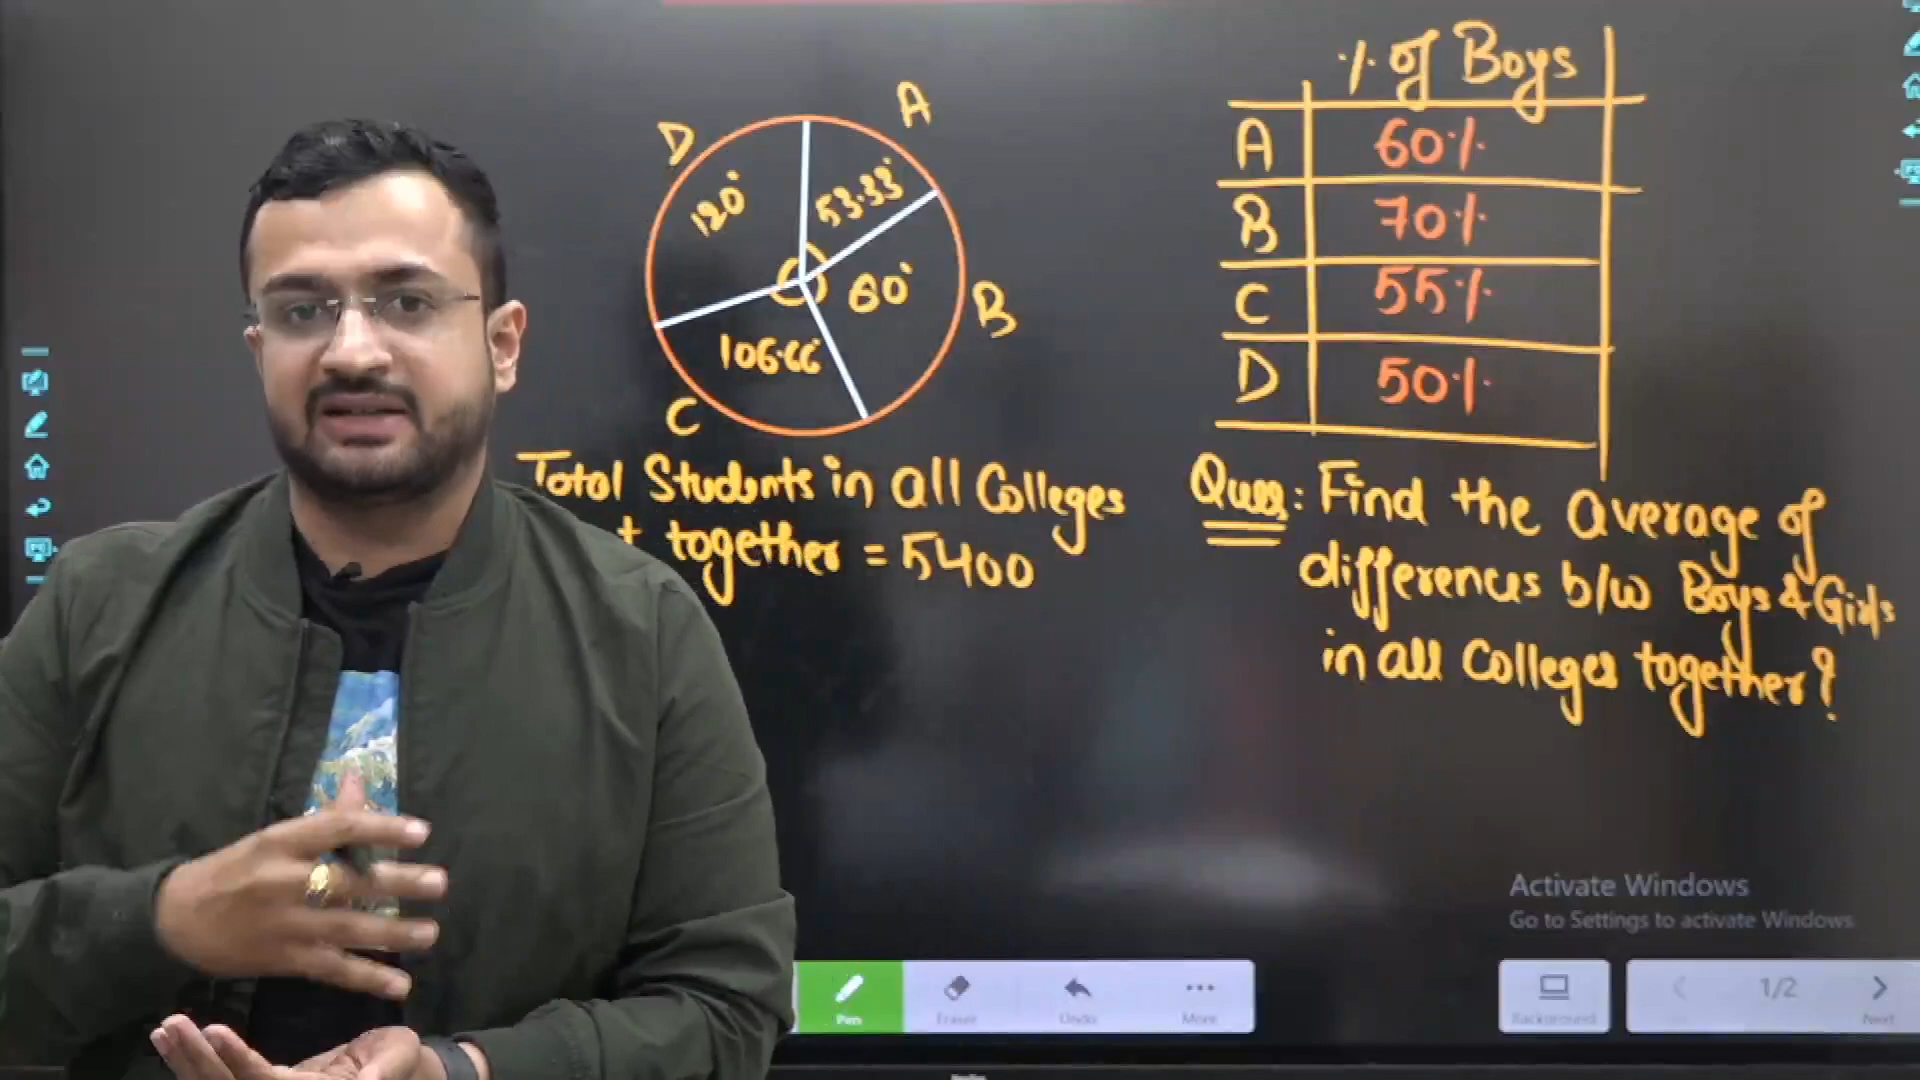 % of Boys
A 60%
B 70%
C 55%
D 50%
D
A
120°
53.33°
B
106.66°
C
Total Students in all Colleges
together = 5400
Ques: Find the average of
differences b/w Boys & Girls
in all Colleges together?
Activate Windows
Go to Settings to activate Windows
Pen Eraser Undo More Background 1/2 Next